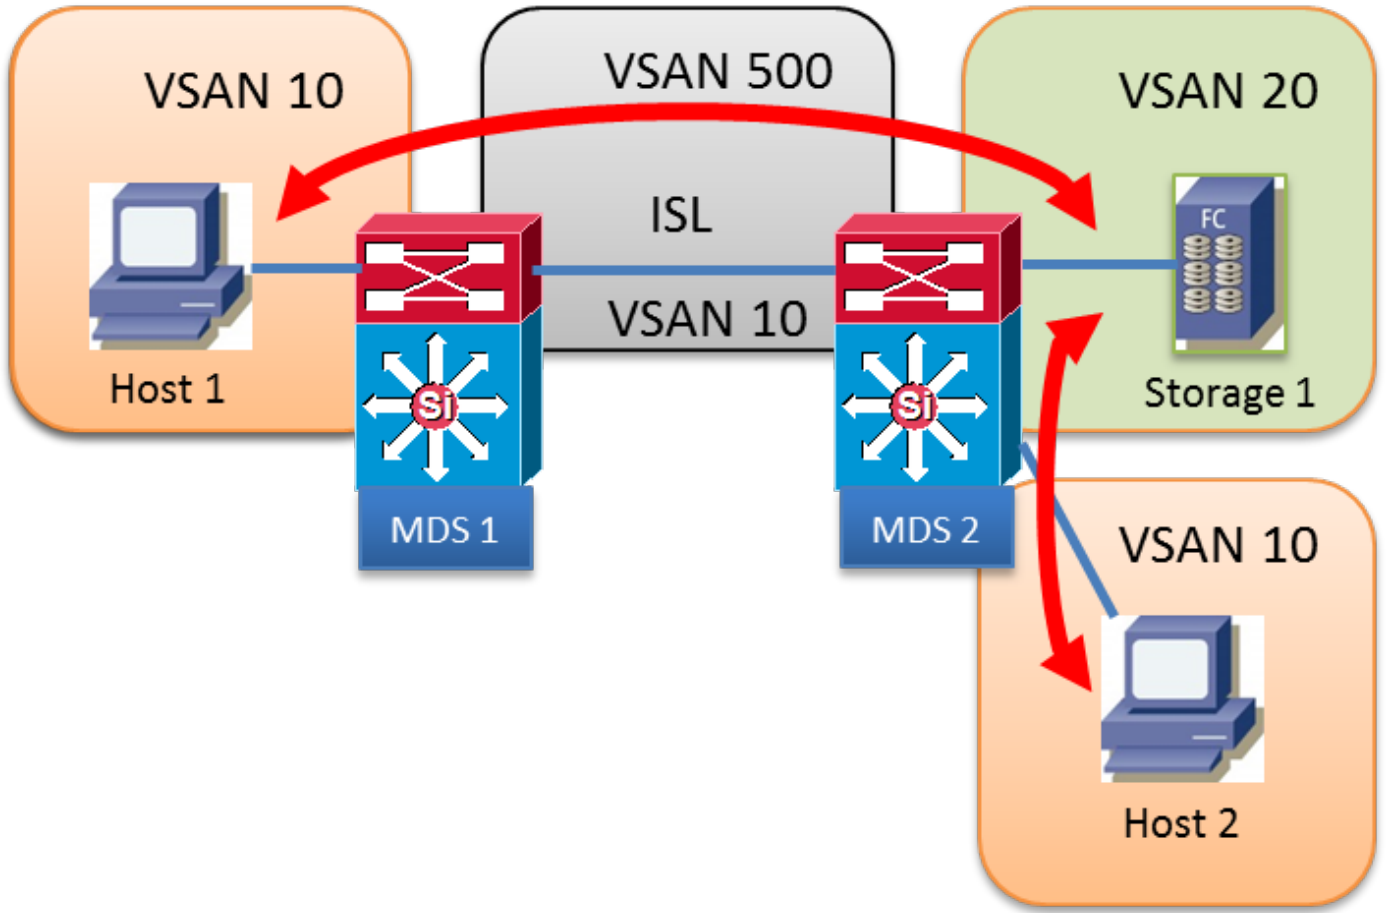 VSAN 10
VSAN 500
VSAN 20
ISL
FC
VSAN 10
Host 1
Storage 1
Si
Si
MDS 1
MDS 2
VSAN 10
Host 2